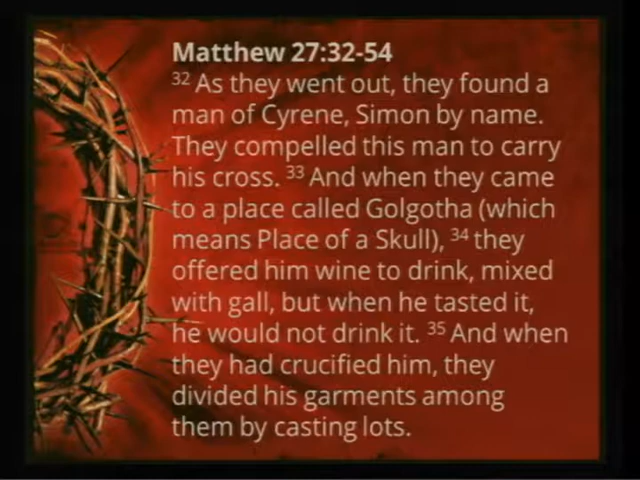 Matthew 27:32-54
32 As they went out, they found a
man of Cyrene, Simon by name.
They compelled this man to carry
his cross. 33 And when they came
to a place called Golgotha (which
means Place of a Skull), 34 they
offered him wine to drink, mixed
with gall, but when he tasted it,
he would not drink it. 35 And when
they had crucified him, they
divided his garments among
them by casting lots.